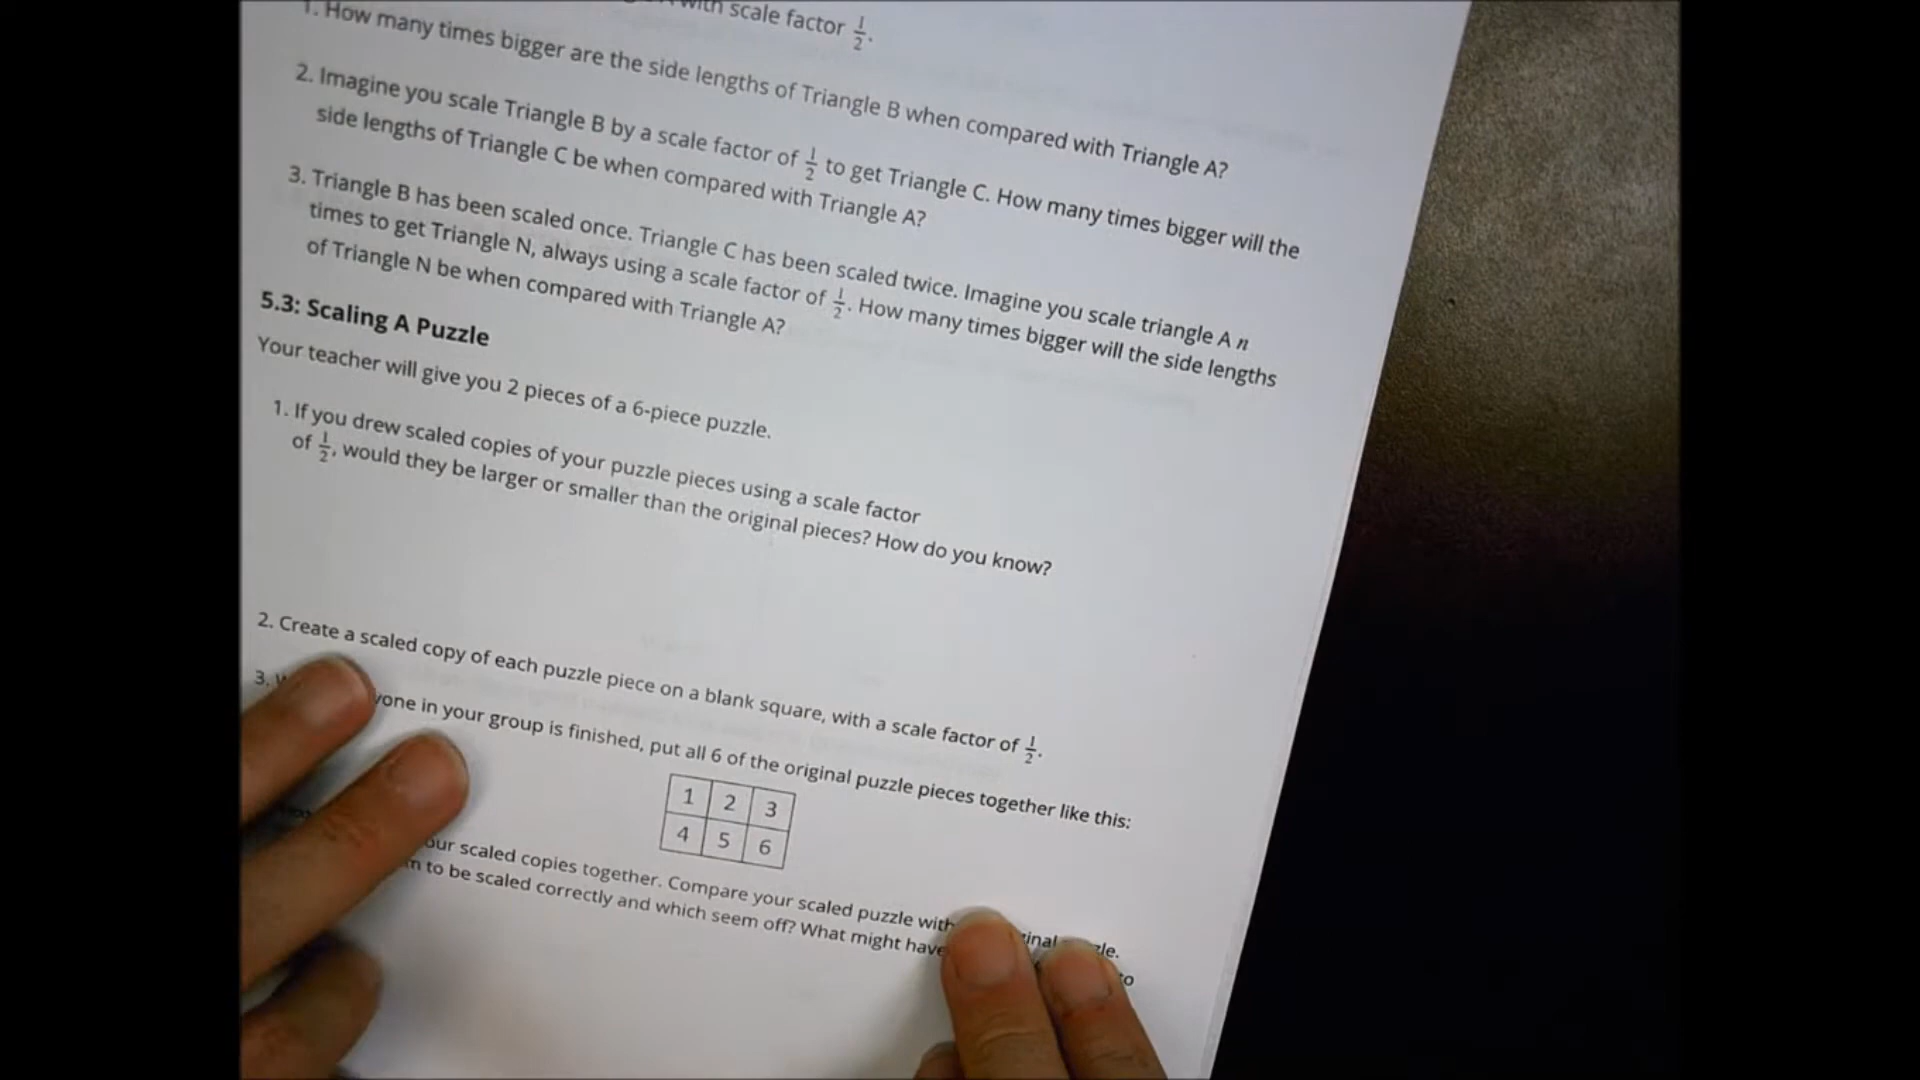 with scale factor 1/2.
1. How many times bigger are the side lengths of Triangle B when compared with Triangle A?
2. Imagine you scale Triangle B by a scale factor of 1/2 to get Triangle C. How many times bigger will the
side lengths of Triangle C be when compared with Triangle A?
3. Triangle B has been scaled once. Triangle C has been scaled twice. Imagine you scale triangle A n
times to get Triangle N, always using a scale factor of 1/2. How many times bigger will the side lengths
of Triangle N be when compared with Triangle A?
5.3: Scaling A Puzzle
Your teacher will give you 2 pieces of a 6-piece puzzle.
1. If you drew scaled copies of your puzzle pieces using a scale factor
of 1/2, would they be larger or smaller than the original pieces? How do you know?
2. Create a scaled copy of each puzzle piece on a blank square, with a scale factor of 1/2.
3. yone in your group is finished, put all 6 of the original puzzle pieces together like this:
1 2 3
4 5 6
our scaled copies together. Compare your scaled puzzle with
to be scaled correctly and which seem off? What might have to